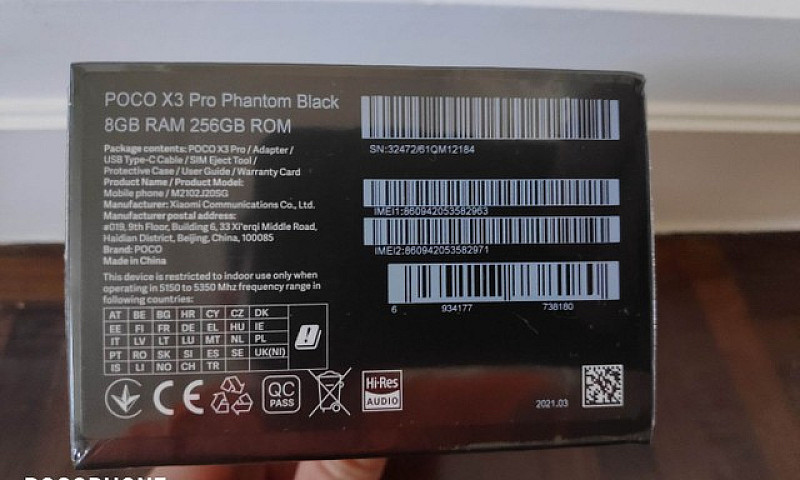 POCO X3 Pro Phantom Black
8GB RAM 256GB ROM
Package contents: POCO X3 Pro / Adapter /
USB Type-C Cable / SIM Eject Tool /
Protective Case / User Guide / Warranty Card
Product Name / Product Model:
Mobile phone / M2102J20SG
Manufacturer: Xiaomi Communications Co., Ltd.
Manufacturer postal address:
#019, 9th Floor, Building 6, 33 Xi'erqi Middle Road,
Haidian District, Beijing, China, 100085
Brand: POCO
Made in China
This device is restricted to indoor use only when
operating in 5150 to 5350 Mhz frequency range in
following countries:
AT BE BG HR CY CZ DK
EE FI FR DE EL HU IE
IT LV LT LU MT NL PL
PT RO SK SI ES SE UK(NI)
IS LI NO CH TR
SN:32472/61QM12184
IMEI1:860942053582963
IMEI2:860942053582971
6 934177 738180
CE
QC
PASS
Hi-Res
AUDIO
2021.03